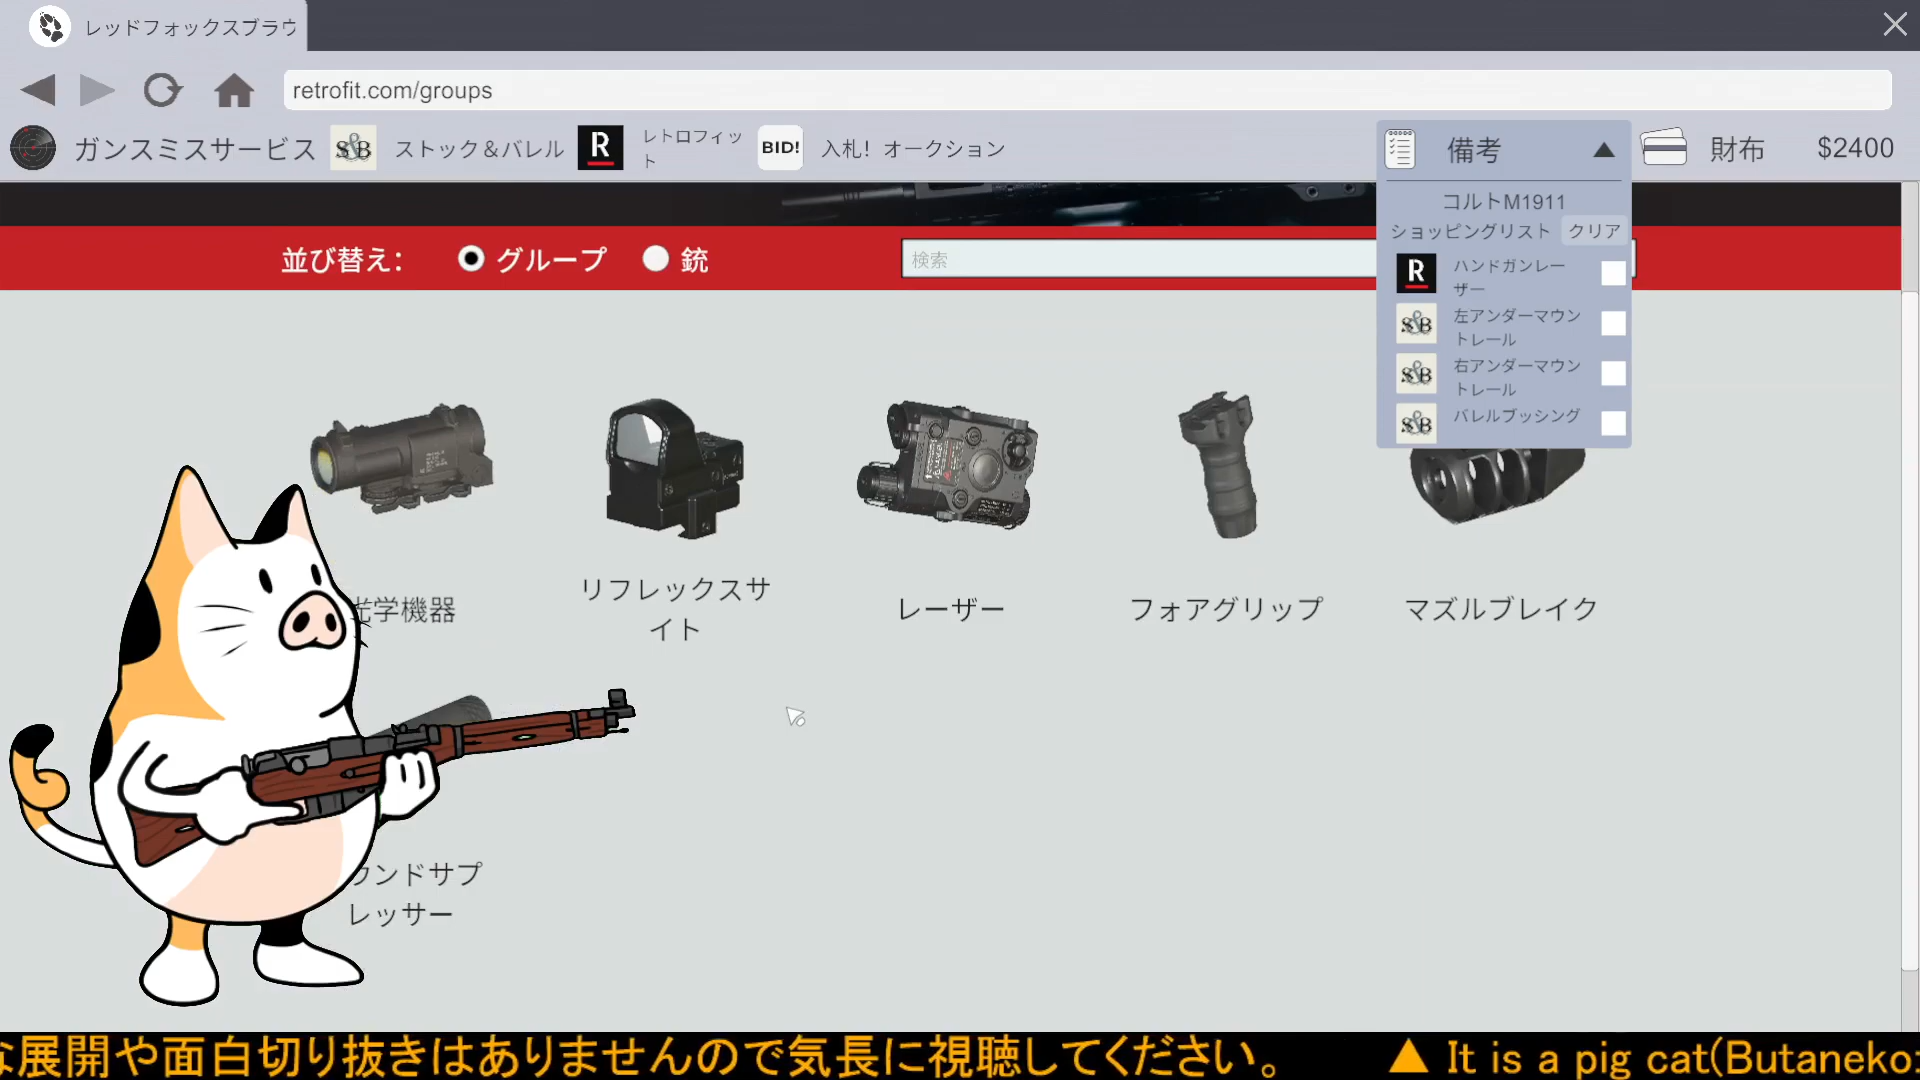 レッドフォックスブラウ
retrofit.com/groups
ガンスミスサービス
S&B
ストック＆バレル
R
レトロフィッ
ト
BID!
入札！オークション
備考
財布
$2400
コルトM1911
ショッピングリスト
クリア
R
ハンドガンレー
ザー
S&B
左アンダーマウン
トレール
S&B
右アンダーマウン
トレール
S&B
バレルブッシング
並び替え：
グループ
銃
検索
光学機器
リフレックスサ
イト
レーザー
フォアグリップ
マズルブレイク
ウンドサプ
レッサー
な展開や面白切り抜きはありませんので気長に視聴してください。
▲ It is a pig cat(Butaneko: